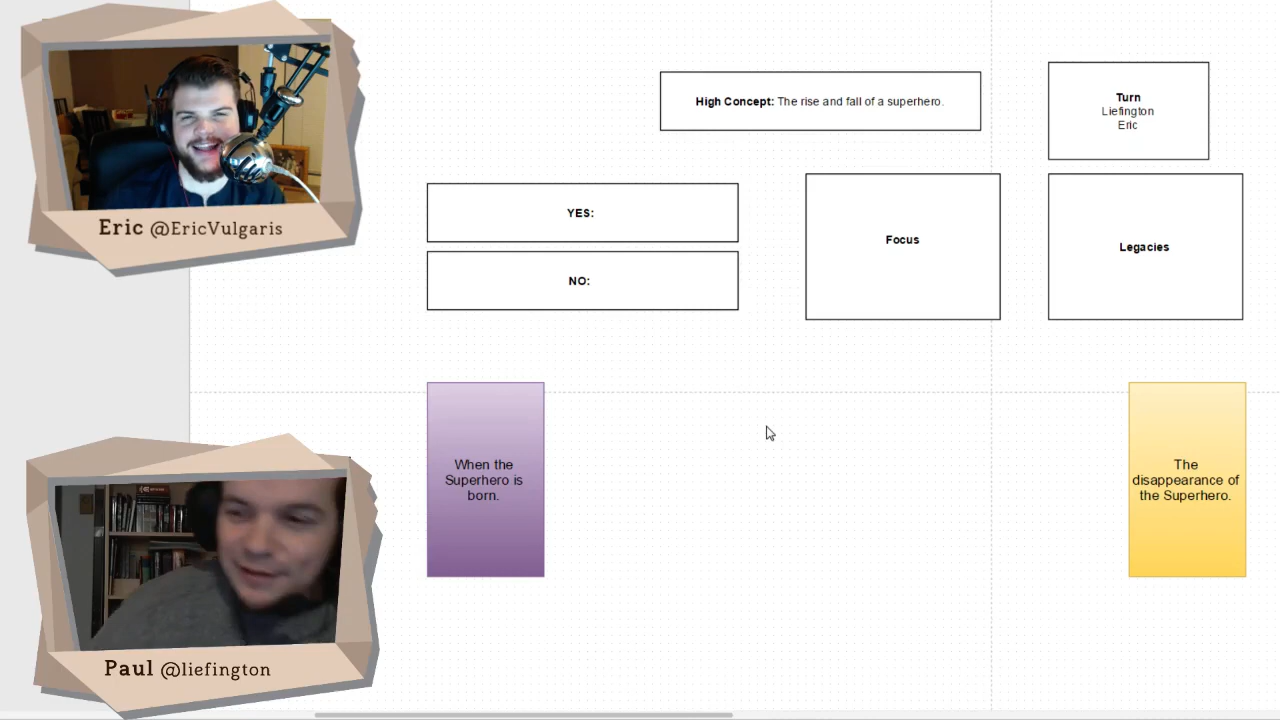 Eric @EricVulgaris
High Concept: The rise and fall of a superhero.
Turn
Liefington
Eric
YES:
NO:
Focus
Legacies
When the
Superhero is
born.
The
disappearance of
the Superhero.
Paul @liefington